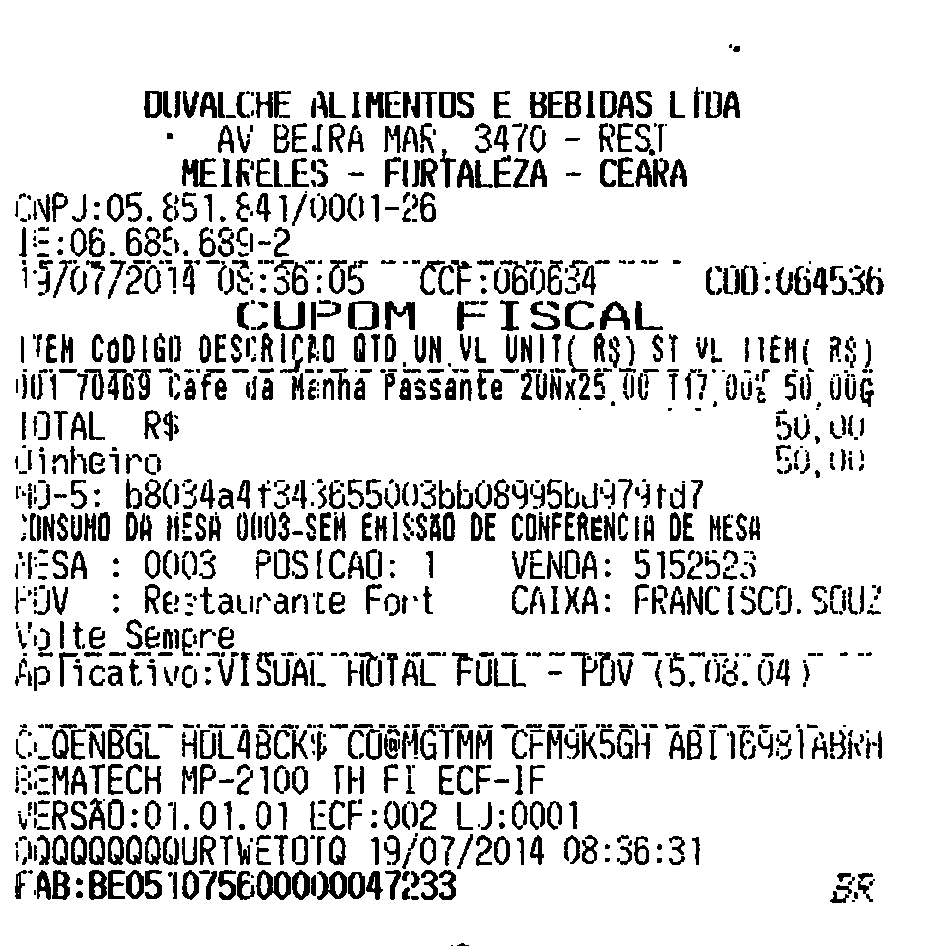 DUVALCHE ALIMENTOS E BEBIDAS LTDA
AV BEIRA MAR, 3470 - REST
MEIRELES - FORTALEZA - CEARA
CNPJ:05.851.841/0001-26
IE:06.685.689-2
19/07/2014 08:36:05 CCF:060634 COO:064536
CUPOM FISCAL
ITEM CODIGO DESCRIÇÃO QTD.UN.VL UNIT( R$) ST VL ITEM( R$)
001 70469 Cafe da Manha Passante 2UNx25,00 T17,00% 50,00G
TOTAL R$ 50,00
Dinheiro 50,00
MD-5: b8034a4f343655003bb08995bd979fd7
CONSUMO DA MESA 0003-SEM EMISSÃO DE CONFERENCIA DE MESA
MESA : 0003 POSICAO: 1 VENDA: 5152523
PDV : Restaurante Fort CAIXA: FRANCISCO.SOUZ
Volte Sempre
Aplicativo:VISUAL HOTAL FULL - PDV (5.08.04)
HDL4BCK$ CO@MGTMM CFM9K5GH
BEMATECH MP-2100 TH FI ECF-IF
VERSÃO:01.01.01 ECF:002 LJ:0001
QQQQQQQQQURTWETOTQ 19/07/2014 08:36:31
FAB:BE0510756000000047233 BR